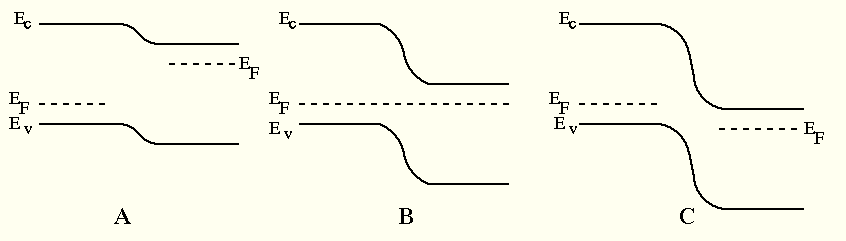 Ec Ec Ec
EF
EF EF EF
Ev Ev Ev EF
A B C